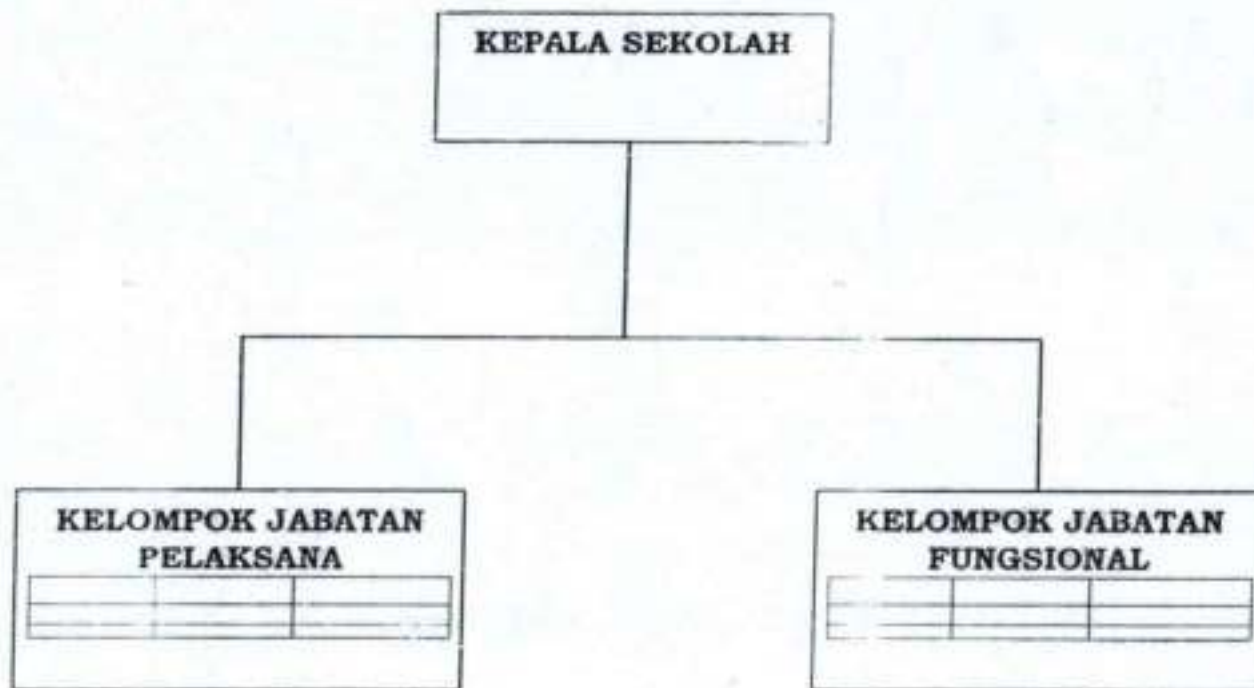 KEPALA SEKOLAH
KELOMPOK JABATAN
PELAKSANA
KELOMPOK JABATAN
FUNGSIONAL